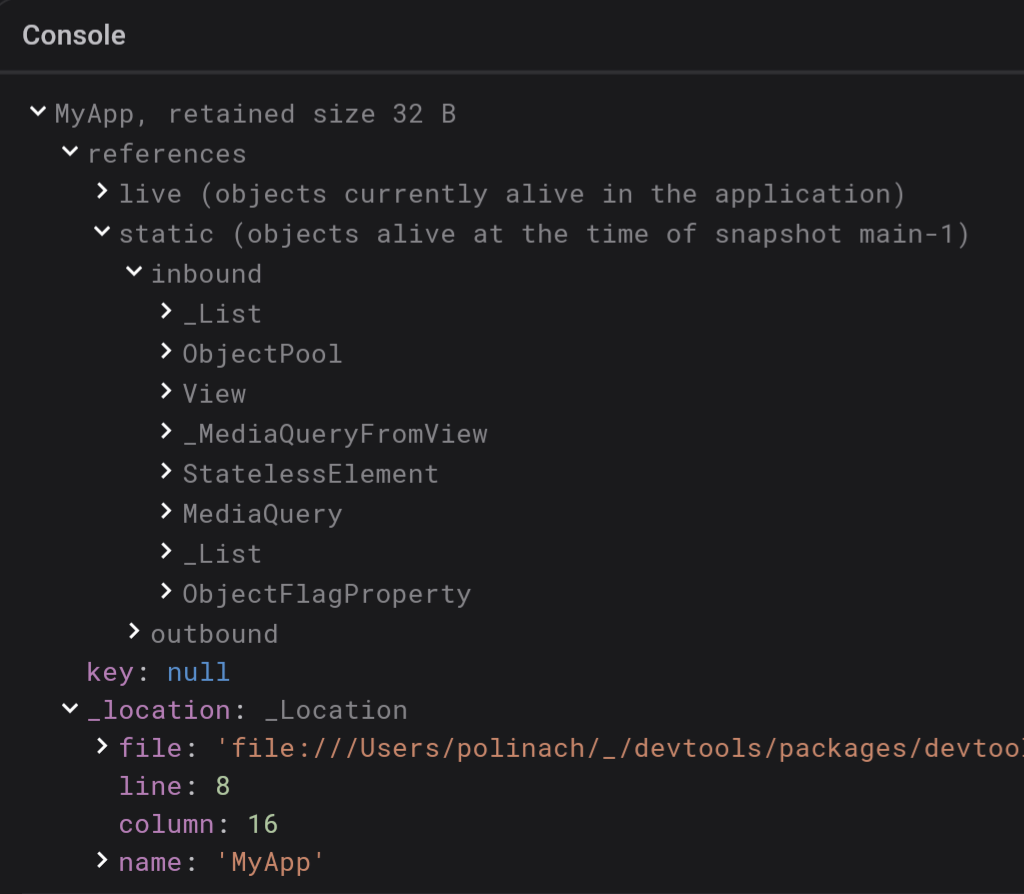 Console
MyApp, retained size 32 B
references
live (objects currently alive in the application)
static (objects alive at the time of snapshot main-1)
inbound
_List
ObjectPool
View
_MediaQueryFromView
StatelessElement
MediaQuery
_List
ObjectFlagProperty
outbound
key: null
_location: _Location
file: 'file:///Users/polinach/_/devtools/packages/devtool
line: 8
column: 16
name: 'MyApp'